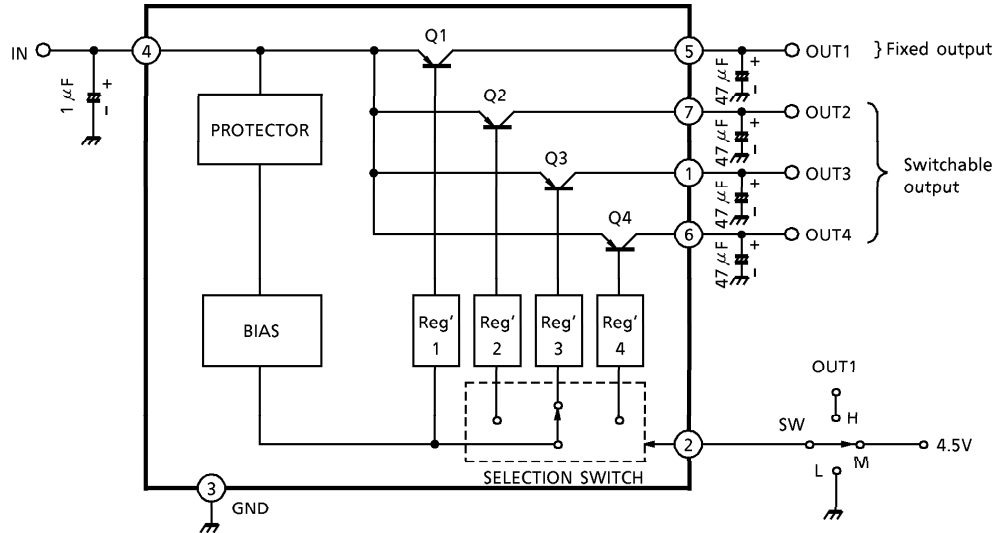 IN
1 μF
+
-
4
Q1
5
OUT1
} Fixed output
47 μF
+
-
Q2
7
OUT2
47 μF
+
-
PROTECTOR
Q3
1
OUT3
Switchable
output
47 μF
+
-
Q4
6
OUT4
47 μF
+
-
BIAS
Reg' 1
Reg' 2
Reg' 3
Reg' 4
OUT1
H
SW
2
M
4.5V
L
SELECTION SWITCH
3
GND